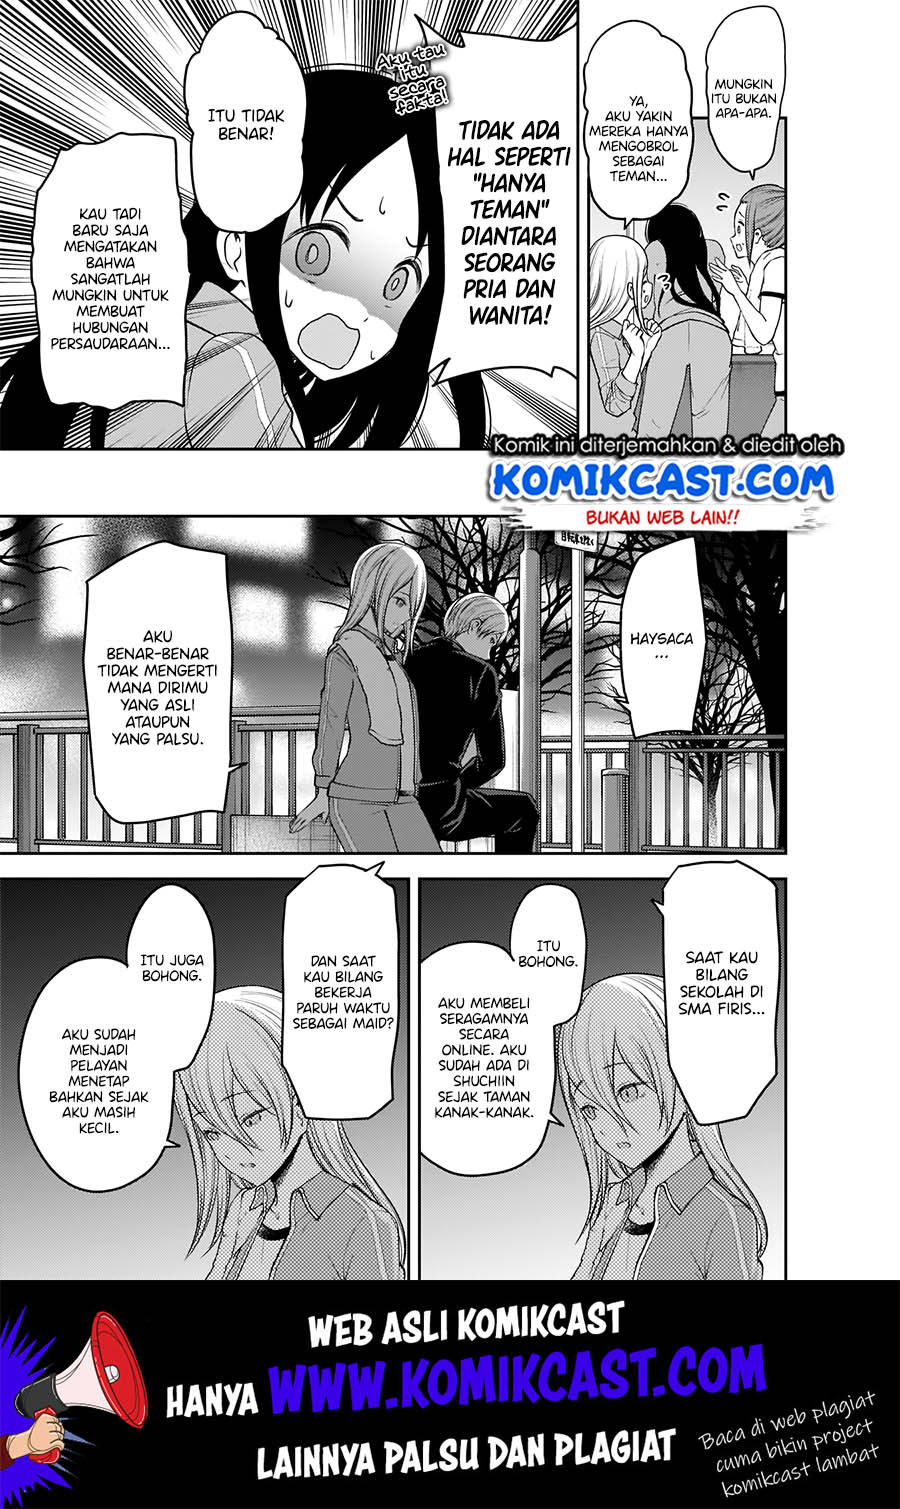 MUNGKIN
ITU BUKAN
APA-APA.
YA,
AKU YAKIN
MEREKA HANYA
MENGOBROL
SEBAGAI
TEMAN...
TIDAK ADA
HAL SEPERTI
"HANYA
TEMAN"
DIANTARA
SEORANG
PRIA DAN
WANITA!
Aku tau
itu
secara
fakta!
ITU TIDAK
BENAR!
KAU TADI
BARU SAJA
MENGATAKAN
BAHWA
SANGATLAH
MUNGKIN UNTUK
MEMBUAT
HUBUNGAN
PERSAUDARAAN...
Komik ini diterjemahkan & diedit oleh
KOMIKCAST.COM
BUKAN WEB LAIN!!
HAYSACA
...
AKU
BENAR-BENAR
TIDAK MENGERTI
MANA DIRIMU
YANG ASLI
ATAUPUN
YANG PALSU.
SAAT KAU
BILANG
SEKOLAH DI
SMA FIRIS...
ITU
BOHONG.
AKU MEMBELI
SERAGAMNYA
SECARA
ONLINE. AKU
SUDAH ADA DI
SHUCHIIN
SEJAK TAMAN
KANAK-KANAK.
DAN SAAT
KAU BILANG
BEKERJA
PARUH WAKTU
SEBAGAI MAID?
ITU JUGA
BOHONG.
AKU SUDAH
MENJADI
PELAYAN
MENETAP
BAHKAN SEJAK
AKU MASIH
KECIL.
WEB ASLI KOMIKCAST
HANYA WWW.KOMIKCAST.COM
LAINNYA PALSU DAN PLAGIAT
Baca di web plagiat
cuma bikin project
komikcast lambat